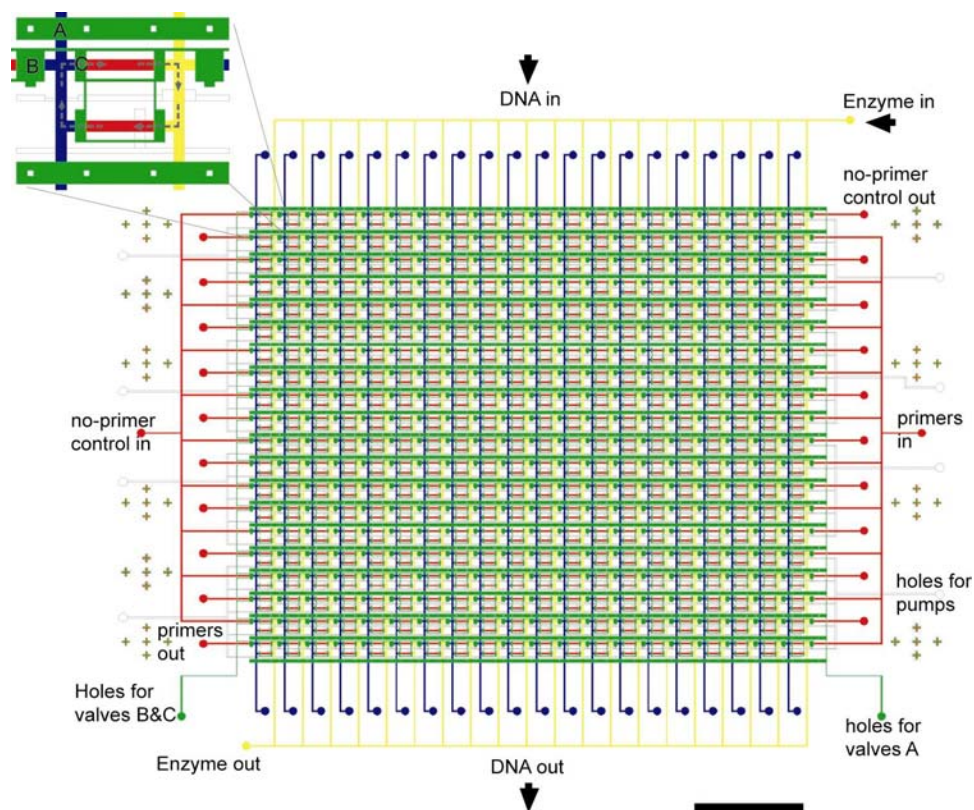 A
B
C
DNA in
Enzyme in
no-primer
control out
no-primer
control in
primers
in
holes for
pumps
primers
out
Holes for
valves B&C
holes for
valves A
Enzyme out
DNA out